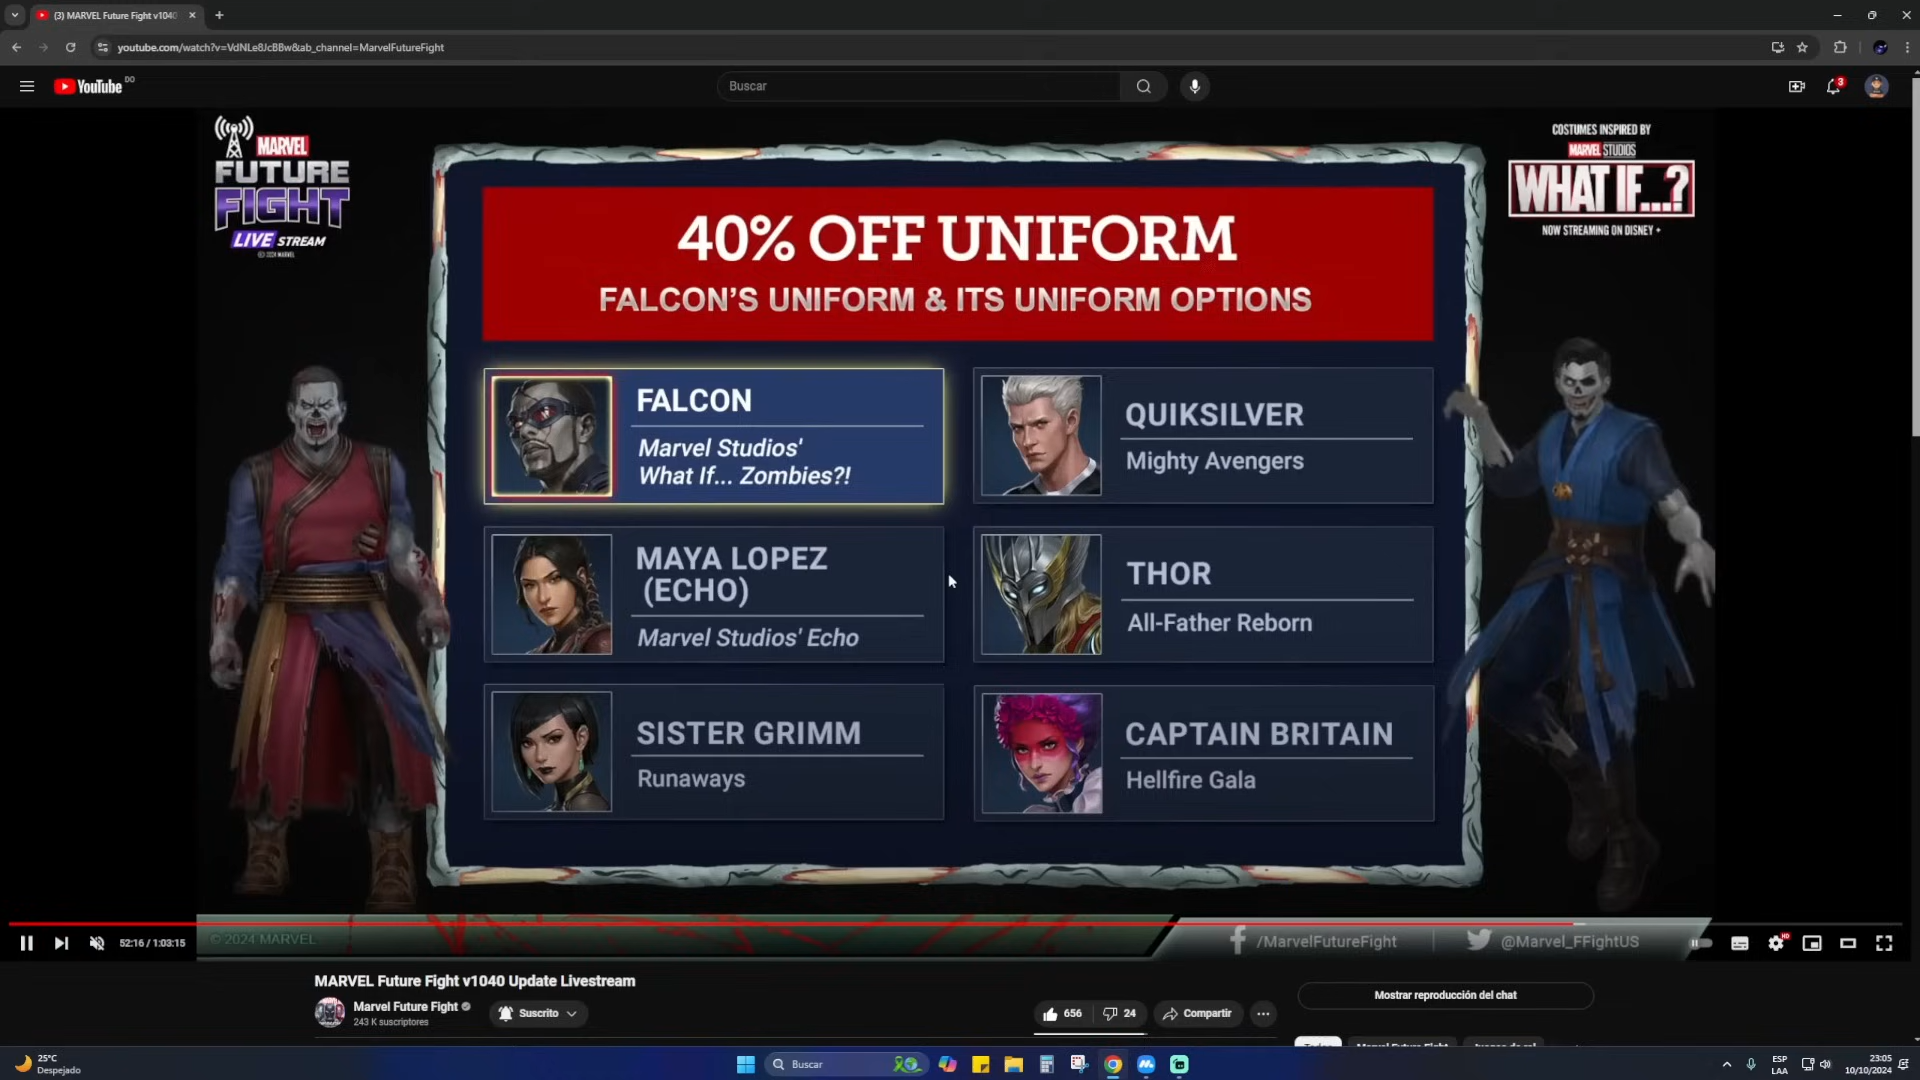 (3) MARVEL Future Fight v1040
youtube.com/watch?v=VdNLe8JcBBw&ab_channel=MarvelFutureFight
YouTube DO
Buscar
3
MARVEL
FUTURE
FIGHT
LIVE STREAM
© 2024 MARVEL
COSTUMES INSPIRED BY
MARVEL STUDIOS
WHAT IF...?
NOW STREAMING ON DISNEY +
40% OFF UNIFORM
FALCON'S UNIFORM & ITS UNIFORM OPTIONS
FALCON
Marvel Studios'
What If... Zombies?!
QUIKSILVER
Mighty Avengers
MAYA LOPEZ
(ECHO)
Marvel Studios' Echo
THOR
All-Father Reborn
SISTER GRIMM
Runaways
CAPTAIN BRITAIN
Hellfire Gala
52:16 / 1:03:15
© 2024 MARVEL
/MarvelFutureFight
@Marvel_FFightUS
HD
MARVEL Future Fight v1040 Update Livestream
Marvel Future Fight
243 K suscriptores
Suscrito
656
24
Compartir
Mostrar reproducción del chat
25°C
Despejado
Buscar
ESP
LAA
23:05
10/10/2024